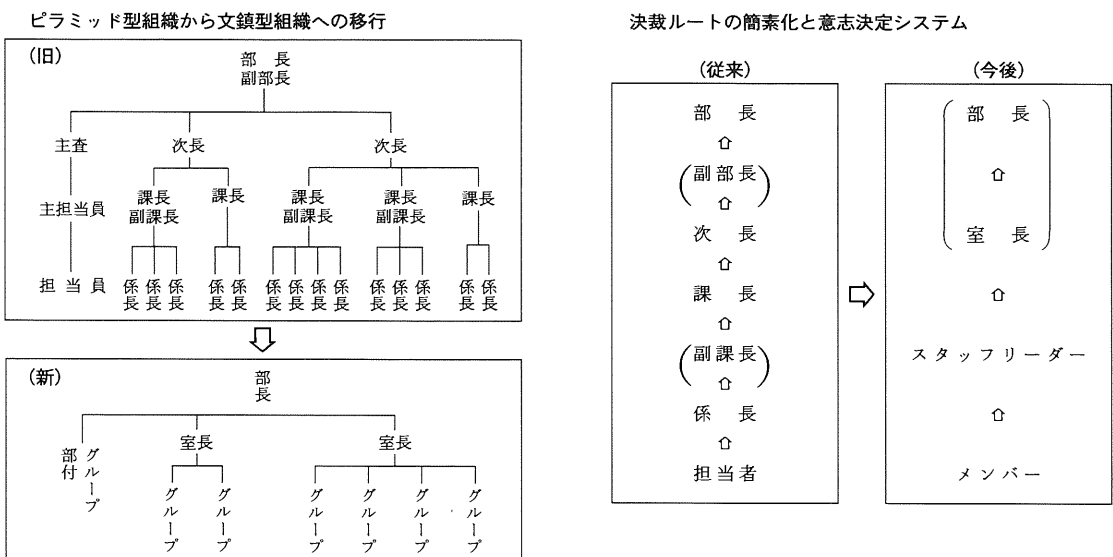 ピラミッド型組織から文鎮型組織への移行
(旧)
部 長
副部長
主査 次長 次長
課長 課長 課長 課長 課長
主担当員 副課長 副課長 副課長
担当員 係長 係長 係長 係長 係長 係長 係長 係長 係長 係長 係長 係長 係長 係長
(新)
部長
室長 室長
部付グループ
グループ グループ グループ グループ グループ グループ
決裁ルートの簡素化と意志決定システム
(従来)
部 長
(副部長)
次 長
課 長
(副課長)
係 長
担当者
(今後)
部 長
室 長
スタッフリーダー
メンバー